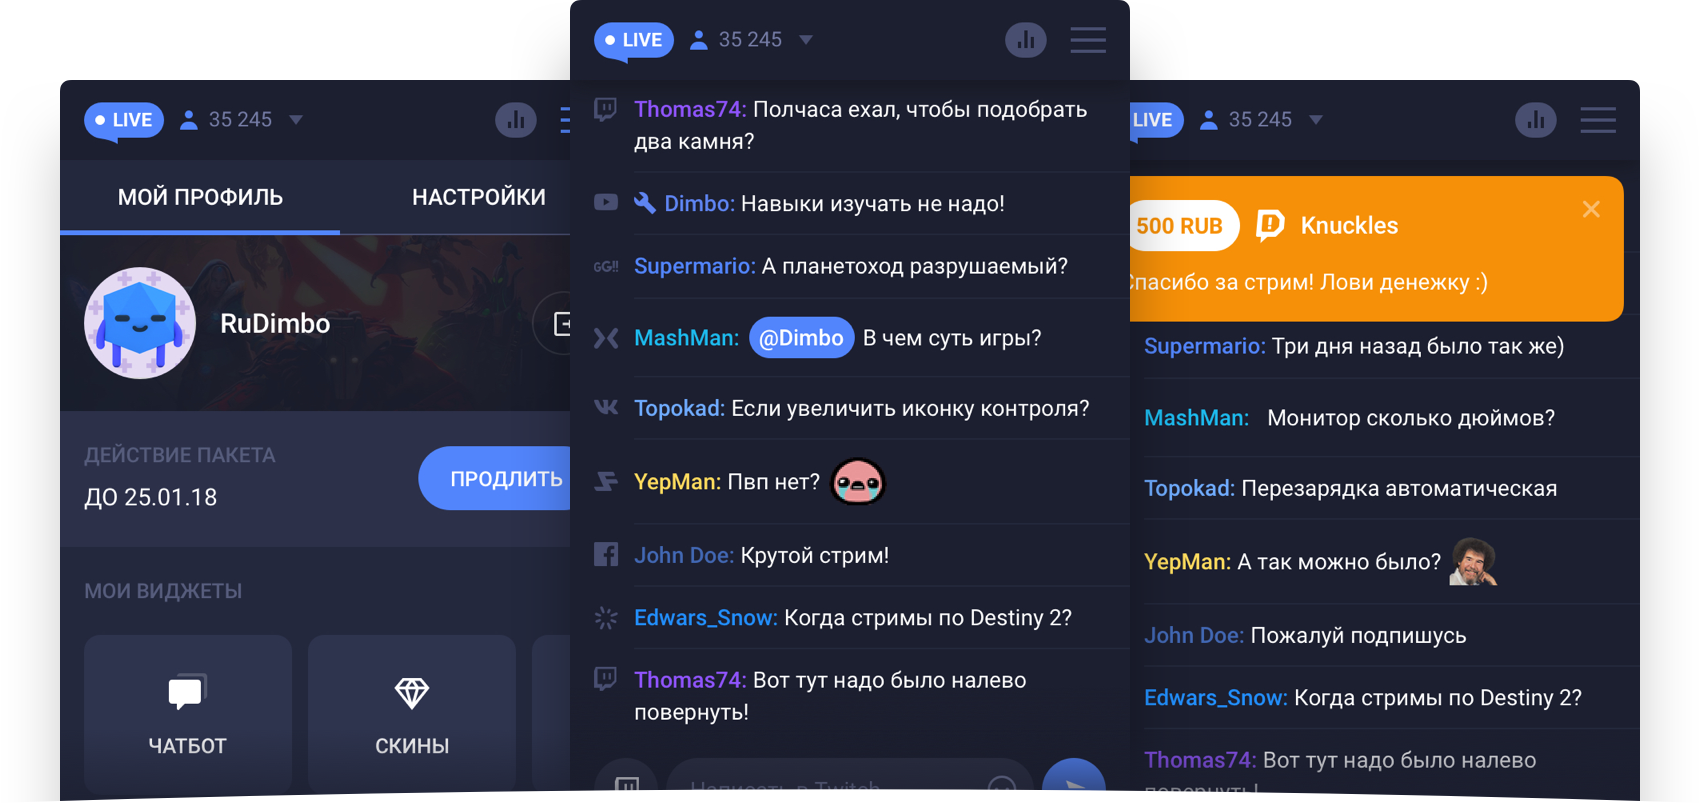 LIVE 35 245
МОЙ ПРОФИЛЬ НАСТРОЙКИ
RuDimbo
ДЕЙСТВИЕ ПАКЕТА
ДО 25.01.18
ПРОДЛИТЬ
МОИ ВИДЖЕТЫ
ЧАТБОТ СКИНЫ
LIVE 35 245
Thomas74: Полчаса ехал, чтобы подобрать
два камня?
Dimbo: Навыки изучать не надо!
GG!! Supermario: А планетоход разрушаемый?
MashMan: @Dimbo В чем суть игры?
Topokad: Если увеличить иконку контроля?
YepMan: Пвп нет?
John Doe: Крутой стрим!
Edwars_Snow: Когда стримы по Destiny 2?
Thomas74: Вот тут надо было налево
повернуть!
Написать в Twitch
LIVE 35 245
500 RUB Knuckles
Спасибо за стрим! Лови денежку :)
Supermario: Три дня назад было так же)
MashMan: Монитор сколько дюймов?
Topokad: Перезарядка автоматическая
YepMan: А так можно было?
John Doe: Пожалуй подпишусь
Edwars_Snow: Когда стримы по Destiny 2?
Thomas74: Вот тут надо было налево
повернуть!